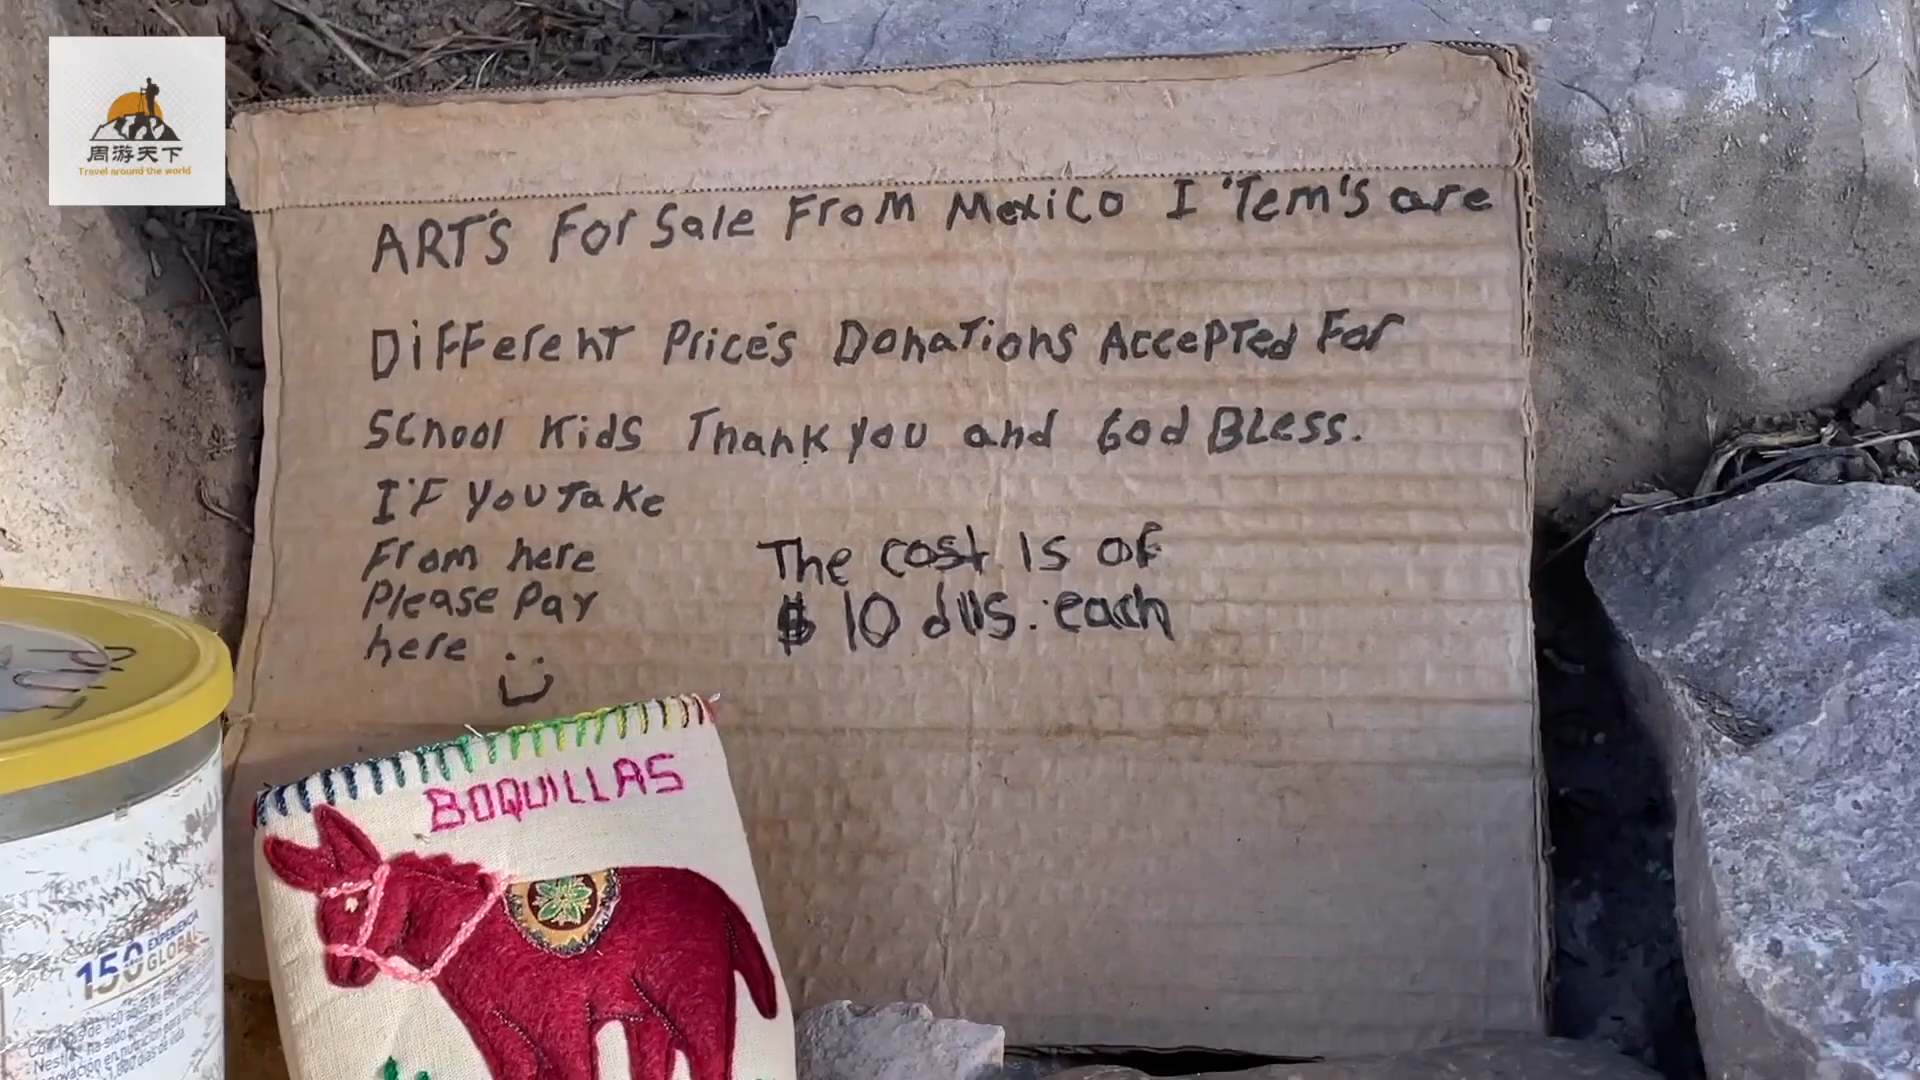 周游天下
Travel around the world
ART'S For Sale From Mexico I'Tem's are
Different Price's Donations Accepted For
School Kids Thank you and God Bless.
I'F you Take
From here
Please Pay
here
The cost is of
$10 dlls. each
BOQUILLAS
150 EXPERIENCIA
GLOBAL